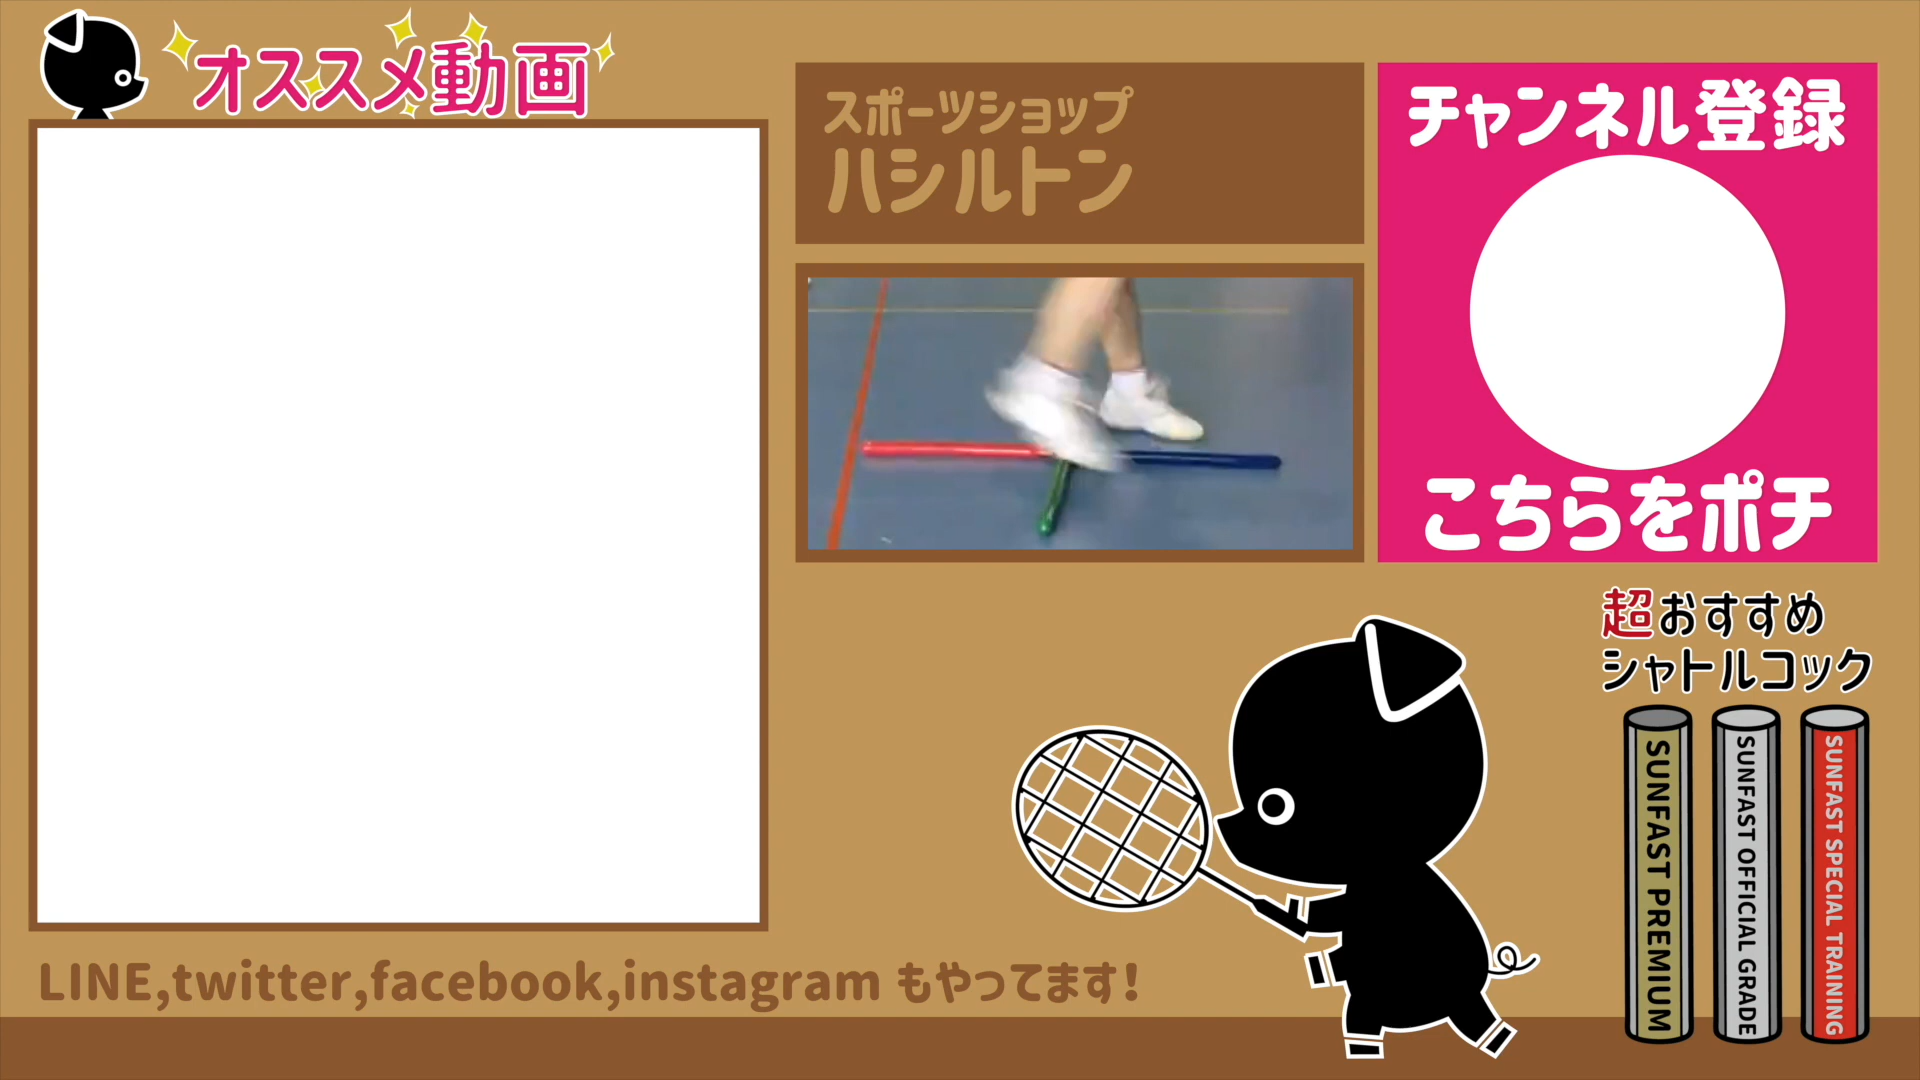 オススメ動画
スポーツショップ
ハシルトン
チャンネル登録
こちらをポチ
超おすすめ
シャトルコック
SUNFAST PREMIUM
SUNFAST OFFICIAL GRADE
SUNFAST SPECIAL TRAINING
LINE,twitter,facebook,instagram もやってます！